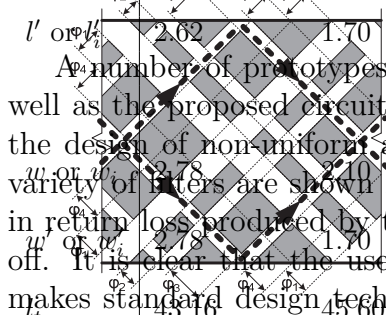 l' or l'ᵢ 2.62 1.70
φ₄
A number of prototypes
well as the proposed circuit
the design of non-uniform a
w or wᵢ 2.78 2.10
variety of filters are shown i
φ₄
in return loss produced by t
w' or w'ᵢ 2.78 1.70
off. It is clear that the use
φ₂ φ₃ φ₄ φ₁
makes standard design tech
43.16 45.60